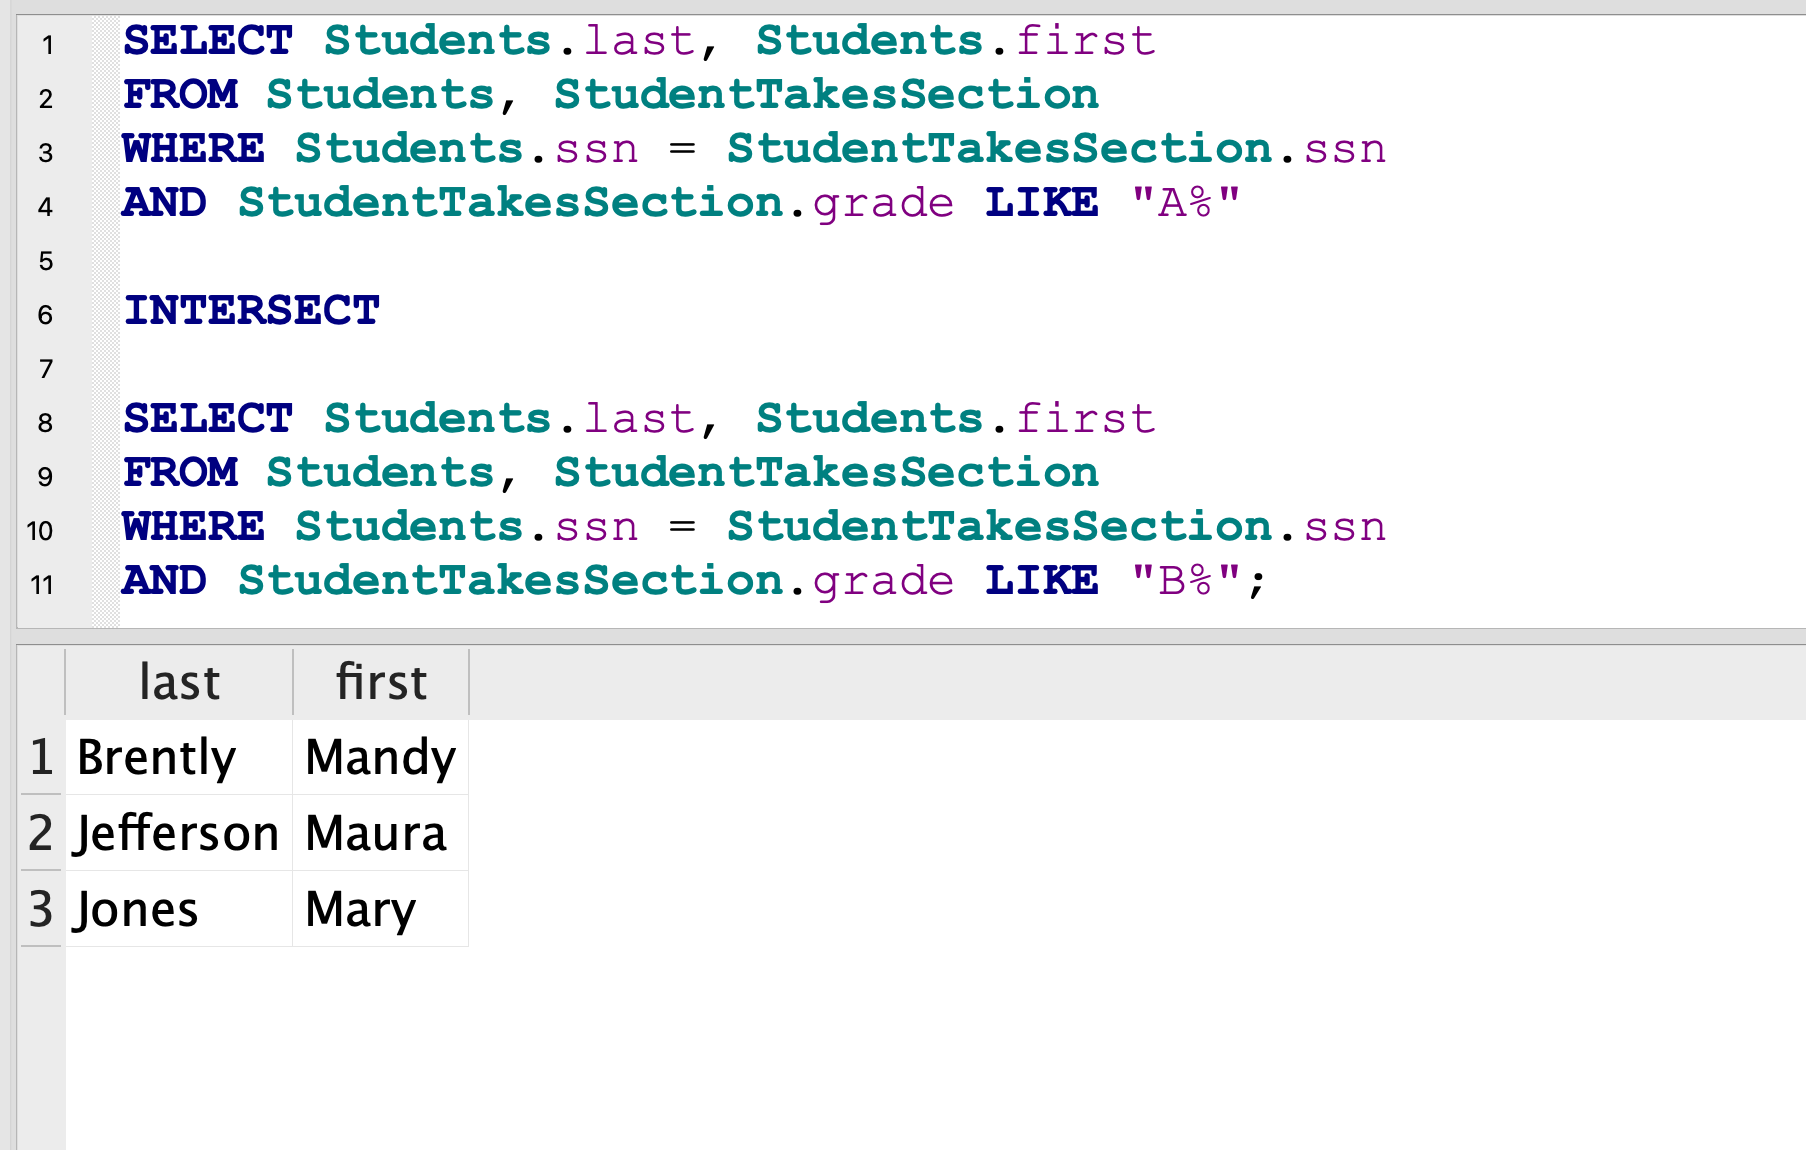 1 SELECT Students.last, Students.first
2 FROM Students, StudentTakesSection
3 WHERE Students.ssn = StudentTakesSection.ssn
4 AND StudentTakesSection.grade LIKE "A%"
5
6 INTERSECT
7
8 SELECT Students.last, Students.first
9 FROM Students, StudentTakesSection
10 WHERE Students.ssn = StudentTakesSection.ssn
11 AND StudentTakesSection.grade LIKE "B%";
last first
1 Brently Mandy
2 Jefferson Maura
3 Jones Mary